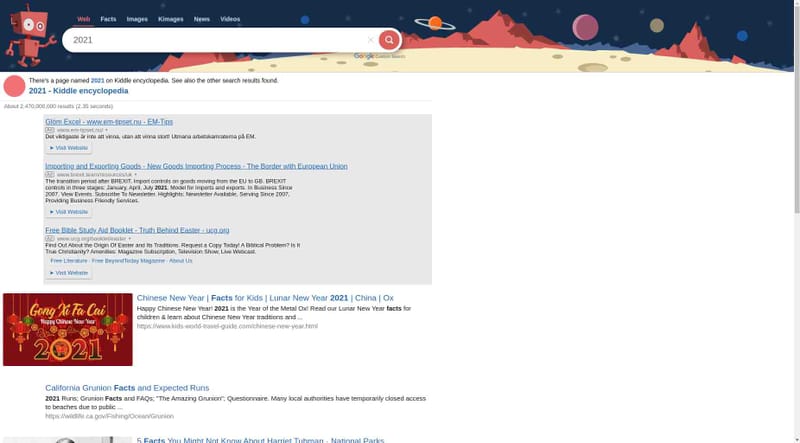 Web Facts Images Kimages News Videos
2021
Google Custom Search
There's a page named 2021 on Kiddle encyclopedia. See also the other search results found.
2021 - Kiddle encyclopedia
About 2,470,000,000 results (2.35 seconds)
Glöm Excel - www.em-tipset.nu - EM-Tips
Ad www.em-tipset.nu
Det viktigaste är inte att vinna, utan att vinna stort! Utmana arbetskamraterna på EM.
Visit Website
Importing and Exporting Goods - New Goods Importing Process - The Border with European Union
Ad
The transition period after BREXIT. Import controls on goods moving from the EU to GB. BREXIT
controls in three stages: January, April, July 2021. Model for imports and exports. In Business Since
2007. View Events. Subscribe To Newsletter. Highlights: Newsletter Available, Serving Since 2007,
Providing Business Friendly Services.
Visit Website
Free Bible Study Aid Booklet - Truth Behind Easter - ucg.org
Ad www.ucg.org/booklet/easter
Find Out About the Origin Of Easter and Its Traditions. Request a Copy Today! A Biblical Problem? Is it
True Christianity? Amenities: Magazine Subscription, Television Show, Live Webcast.
Free Literature · Free BeyondToday Magazine · About Us
Visit Website
Gong Xi Fa Cai
Happy Chinese New Year
2021
Chinese New Year | Facts for Kids | Lunar New Year 2021 | China | Ox
Happy Chinese New Year! 2021 is the Year of the Metal Ox! Read our Lunar New Year facts for
children & learn about Chinese New Year traditions and ...
https://www.kids-world-travel-guide.com/chinese-new-year.html
California Grunion Facts and Expected Runs
2021 Runs; Grunion Facts and FAQs; "The Amazing Grunion"; Questionnaire. Many local authorities have temporarily closed access
to beaches due to public ...
https://wildlife.ca.gov/Fishing/Ocean/Grunion
5 Facts You Might Not Know About Harriet Tubman - National Parks